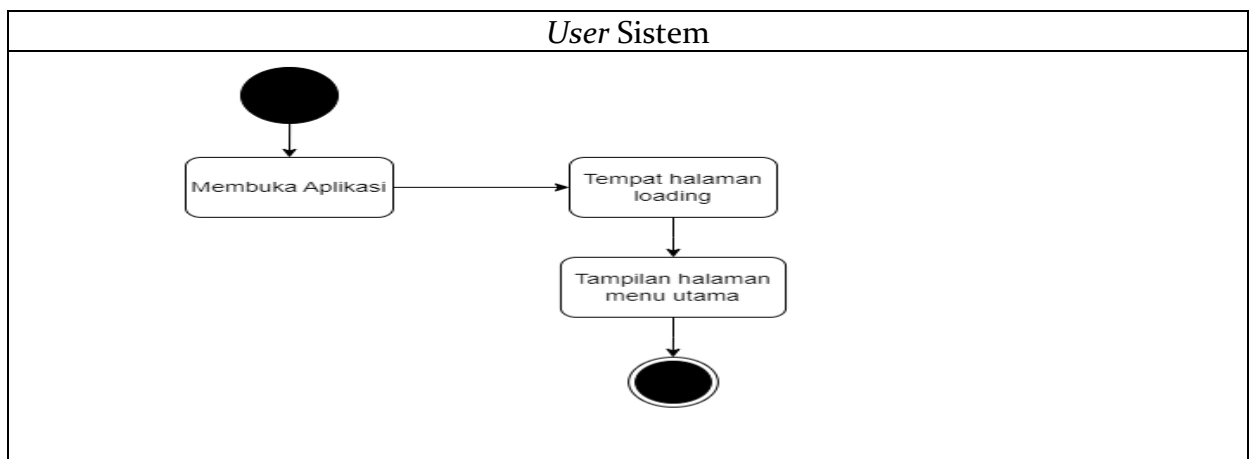 User Sistem
Membuka Aplikasi
Tempat halaman
loading
Tampilan halaman
menu utama